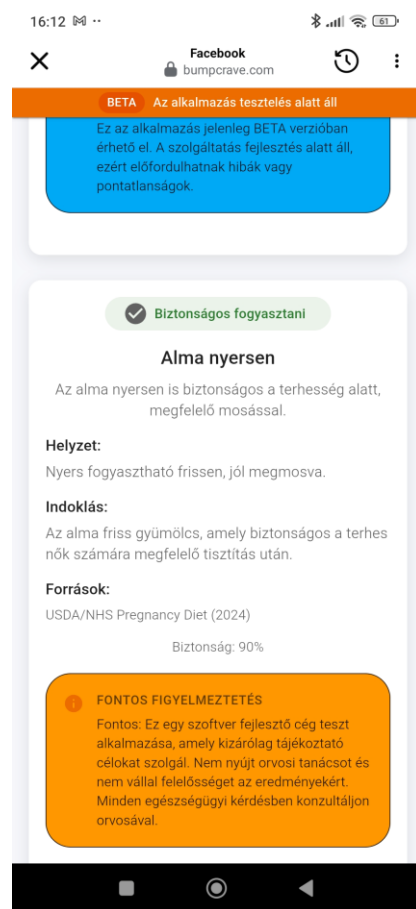 16:12
61
Facebook
bumpcrave.com
BETA Az alkalmazás tesztelés alatt áll
Ez az alkalmazás jelenleg BETA verzióban
érhető el. A szolgáltatás fejlesztés alatt áll,
ezért előfordulhatnak hibák vagy
pontatlanságok.
Biztonságos fogyasztani
Alma nyersen
Az alma nyersen is biztonságos a terhesség alatt,
megfelelő mosással.
Helyzet:
Nyers fogyasztható frissen, jól megmosva.
Indoklás:
Az alma friss gyümölcs, amely biztonságos a terhes
nők számára megfelelő tisztítás után.
Források:
USDA/NHS Pregnancy Diet (2024)
Biztonság: 90%
FONTOS FIGYELMEZTETÉS
Fontos: Ez egy szoftver fejlesztő cég teszt
alkalmazása, amely kizárólag tájékoztató
célokat szolgál. Nem nyújt orvosi tanácsot és
nem vállal felelősséget az eredményekért.
Minden egészségügyi kérdésben konzultáljon
orvosával.